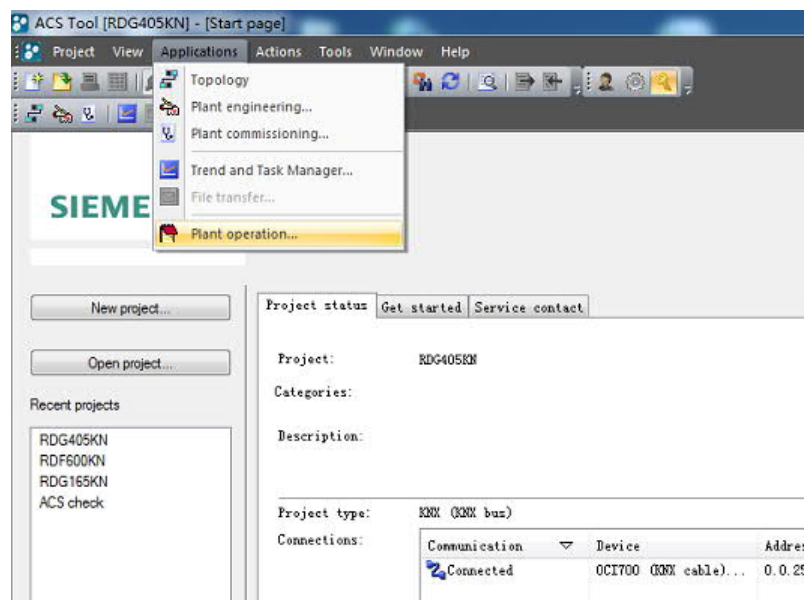 ACS Tool [RDG405KN] - [Start page]
Project View Applications Actions Tools Window Help
Topology
Plant engineering...
Plant commissioning...
Trend and Task Manager...
File transfer...
Plant operation...
SIEME
New project...
Open project...
Recent projects
RDG405KN
RDF600KN
RDG165KN
ACS check
Project status Get started Service contact
Project: RDG405KN
Categories:
Description:
Project type: KNX (KNX bus)
Connections:
Communication Device Addre
Connected OCI700 (KNX cable)... 0.0.25